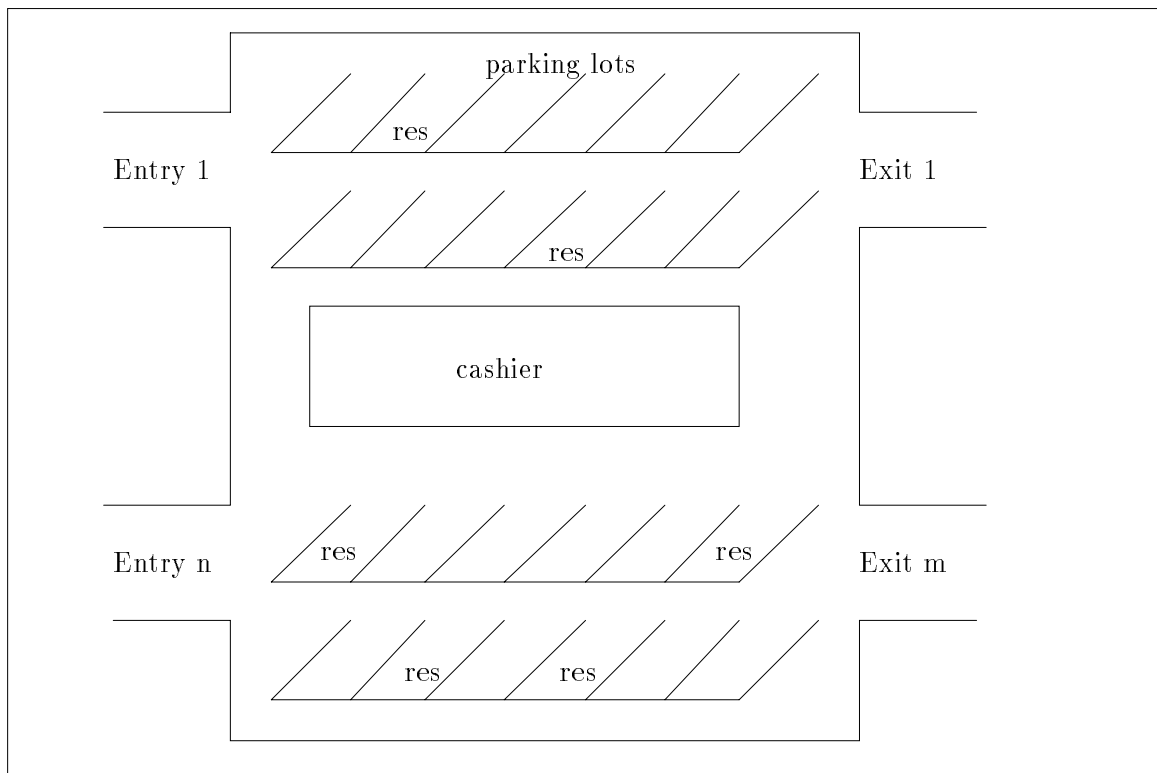 parking lots
res
Entry 1
Exit 1
res
cashier
res
res
Entry n
Exit m
res
res